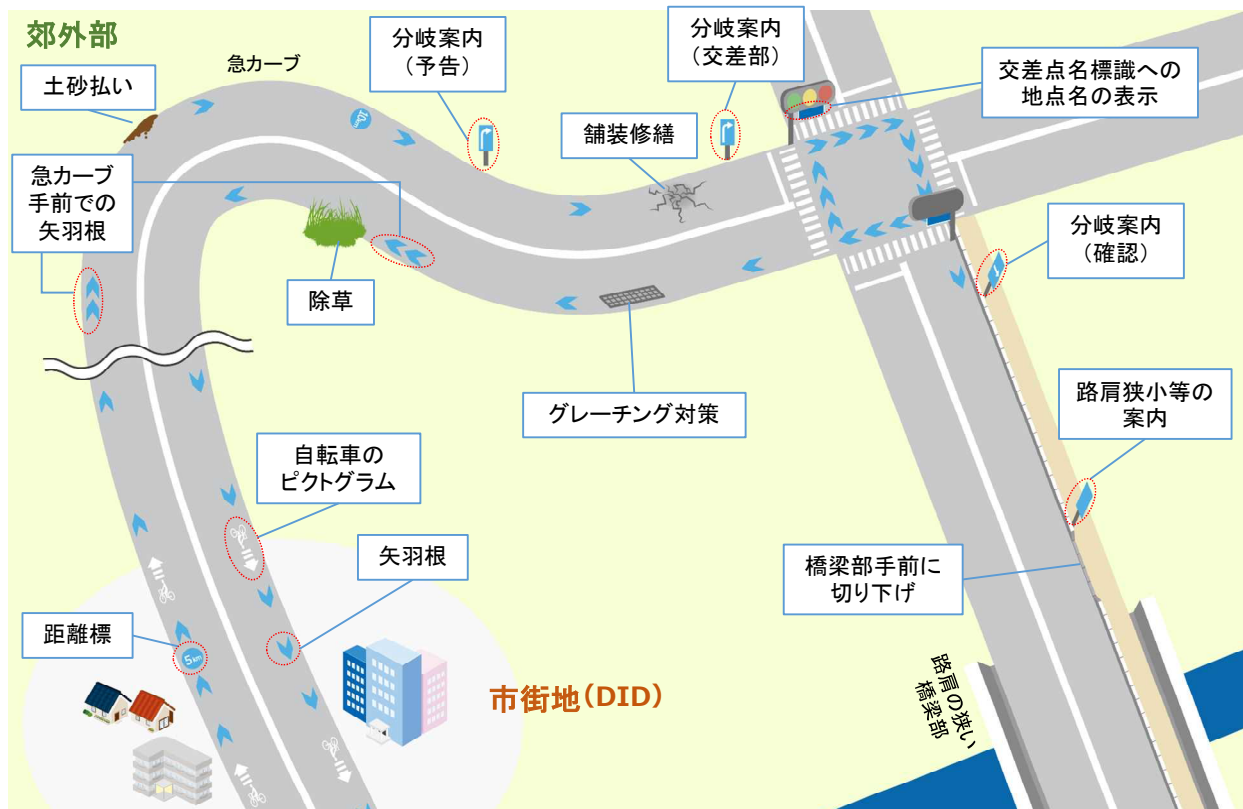 郊外部
土砂払い
急カーブ
分岐案内
(予告)
分岐案内
(交差部)
交差点名標識への
地点名の表示
舗装修繕
急カーブ
手前での
矢羽根
10km
除草
分岐案内
(確認)
グレーチング対策
路肩狭小等の
案内
自転車の
ピクトグラム
矢羽根
橋梁部手前に
切り下げ
距離標
5km
市街地(DID)
路肩の狭い
橋梁部